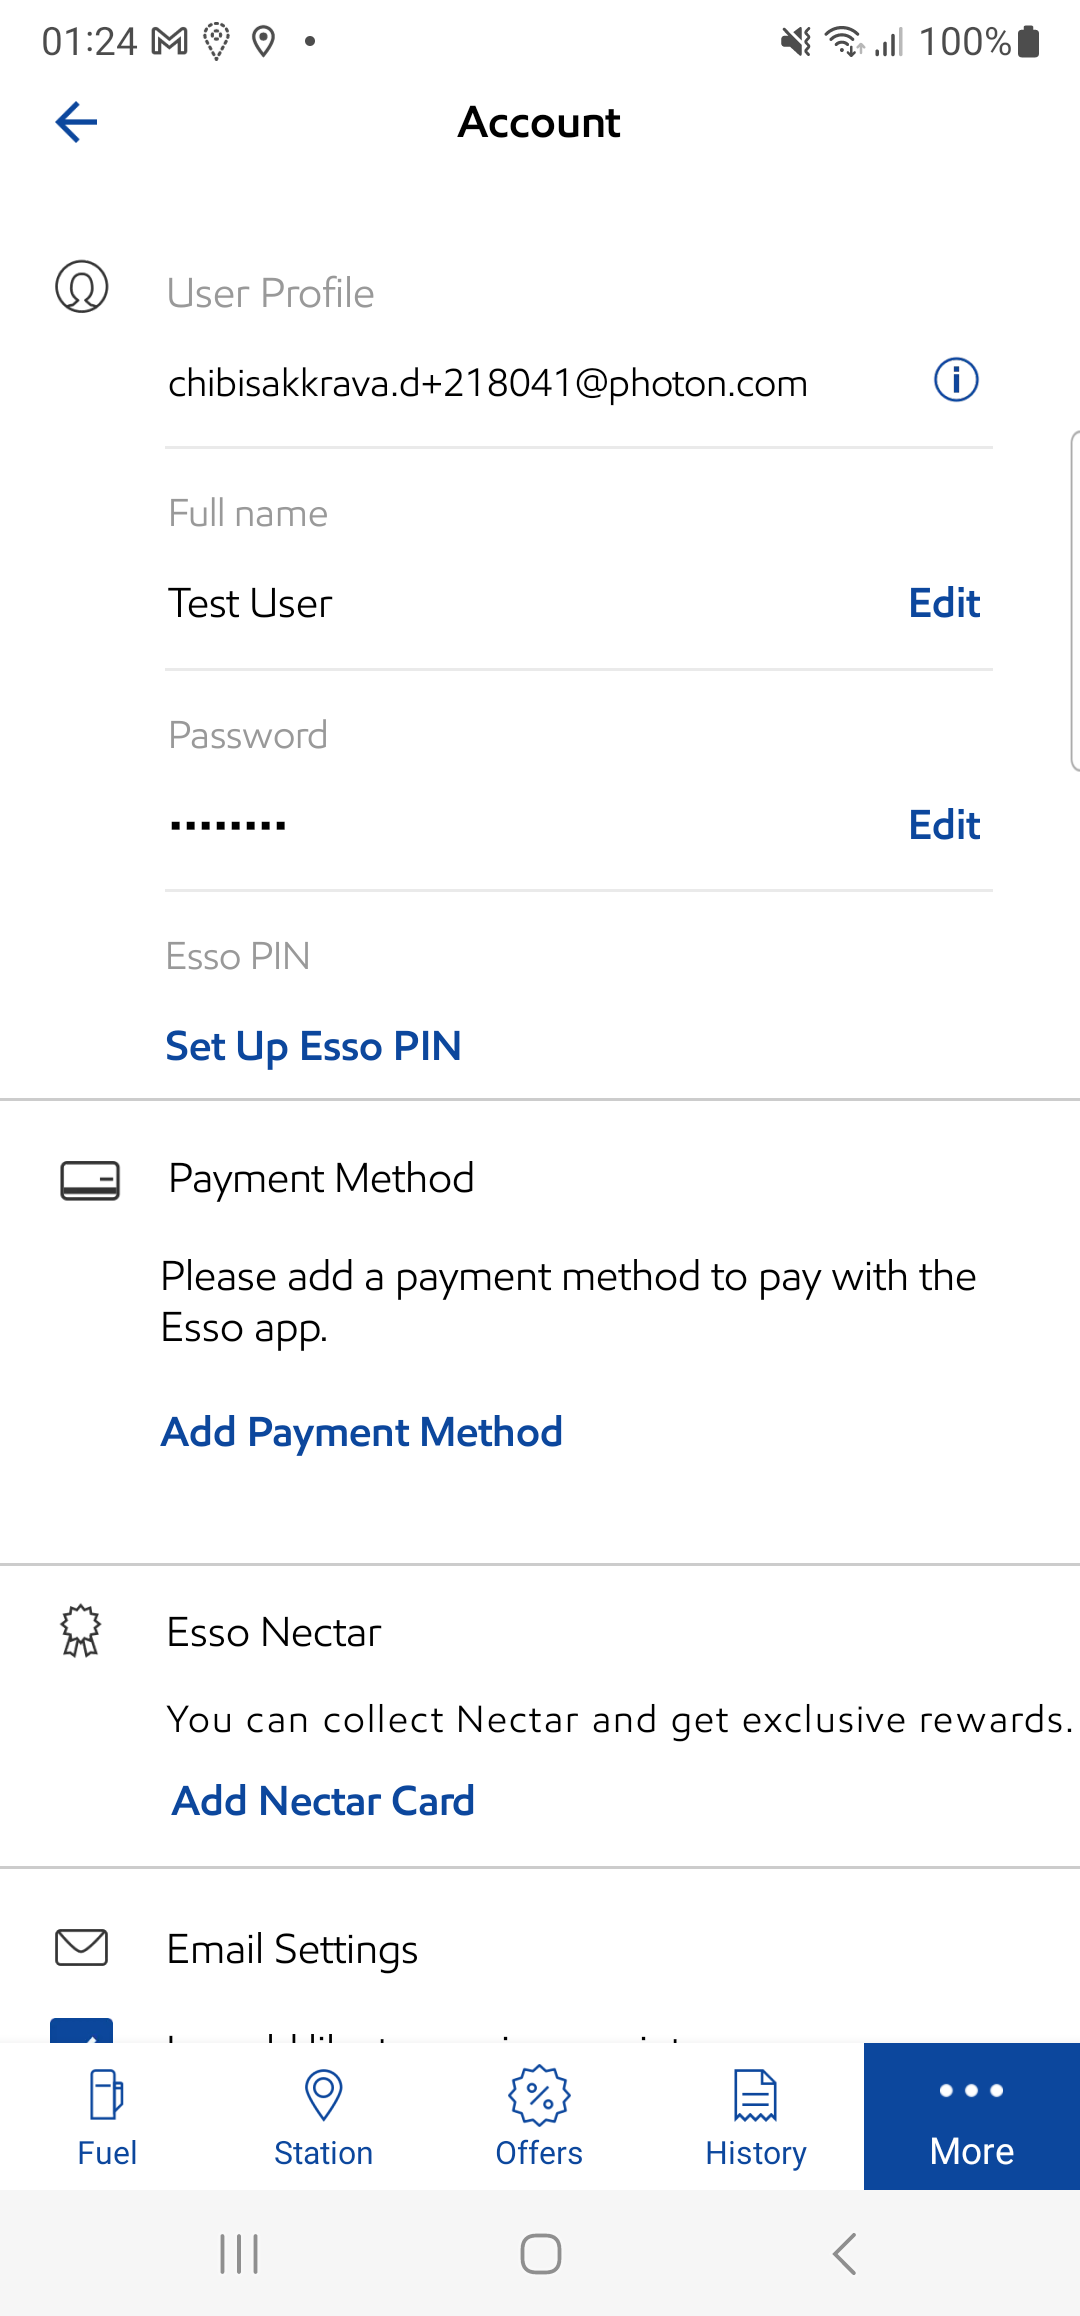 01:24
100%
Account
User Profile
chibisakkrava.d+218041@photon.com
Full name
Test User
Edit
Password
Edit
Esso PIN
Set Up Esso PIN
Payment Method
Please add a payment method to pay with the
Esso app.
Add Payment Method
Esso Nectar
You can collect Nectar and get exclusive rewards.
Add Nectar Card
Email Settings
Fuel
Station
Offers
History
More